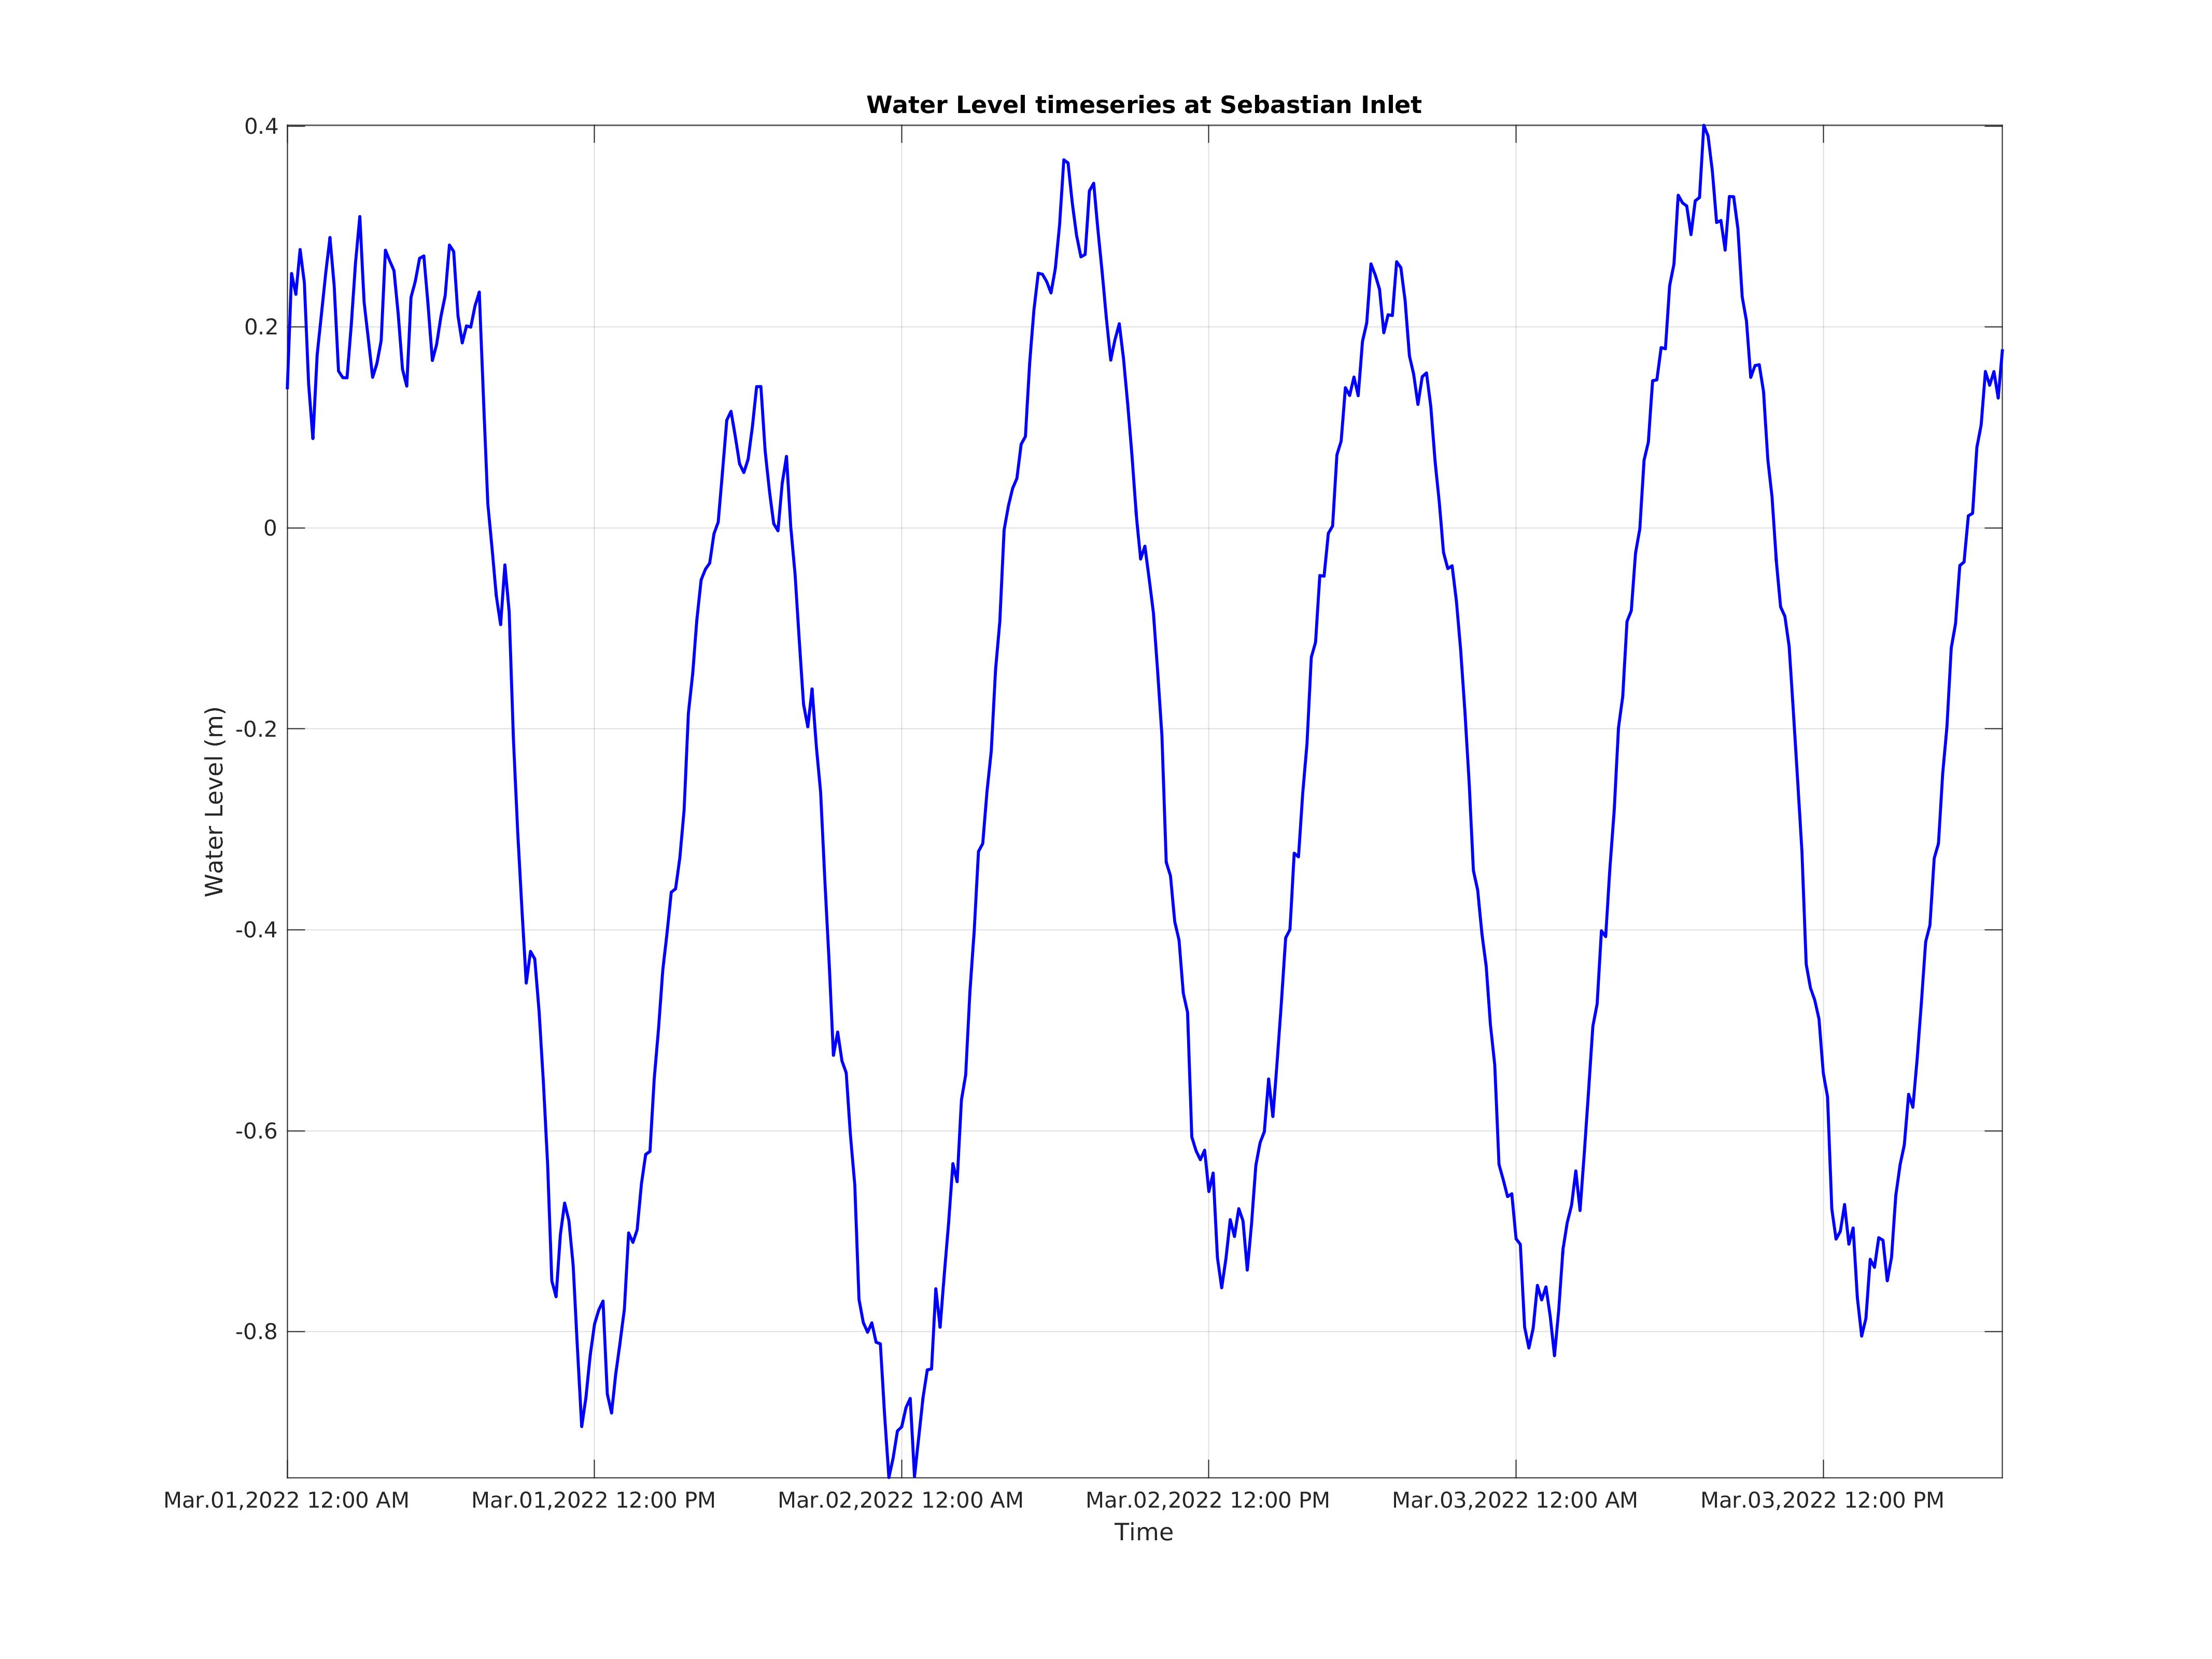 Water Level timeseries at Sebastian Inlet
0.4
0.2
0
-0.2
-0.4
-0.6
-0.8
Water Level (m)
Mar.01,2022 12:00 AM
Mar.01,2022 12:00 PM
Mar.02,2022 12:00 AM
Mar.02,2022 12:00 PM
Mar.03,2022 12:00 AM
Mar.03,2022 12:00 PM
Time